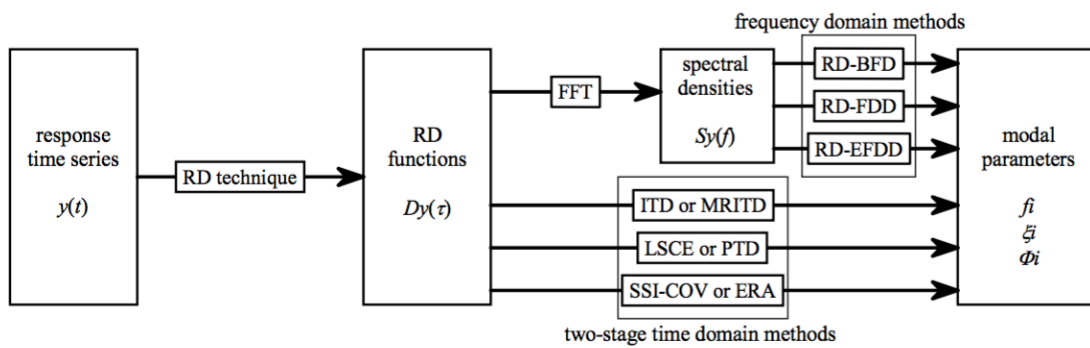 frequency domain methods
response
time series
y(t)
RD technique
RD
functions
Dy(τ)
FFT
spectral
densities
Sy(f)
RD-BFD
RD-FDD
RD-EFDD
ITD or MRITD
LSCE or PTD
SSI-COV or ERA
two-stage time domain methods
modal
parameters
fi
ξi
Φi